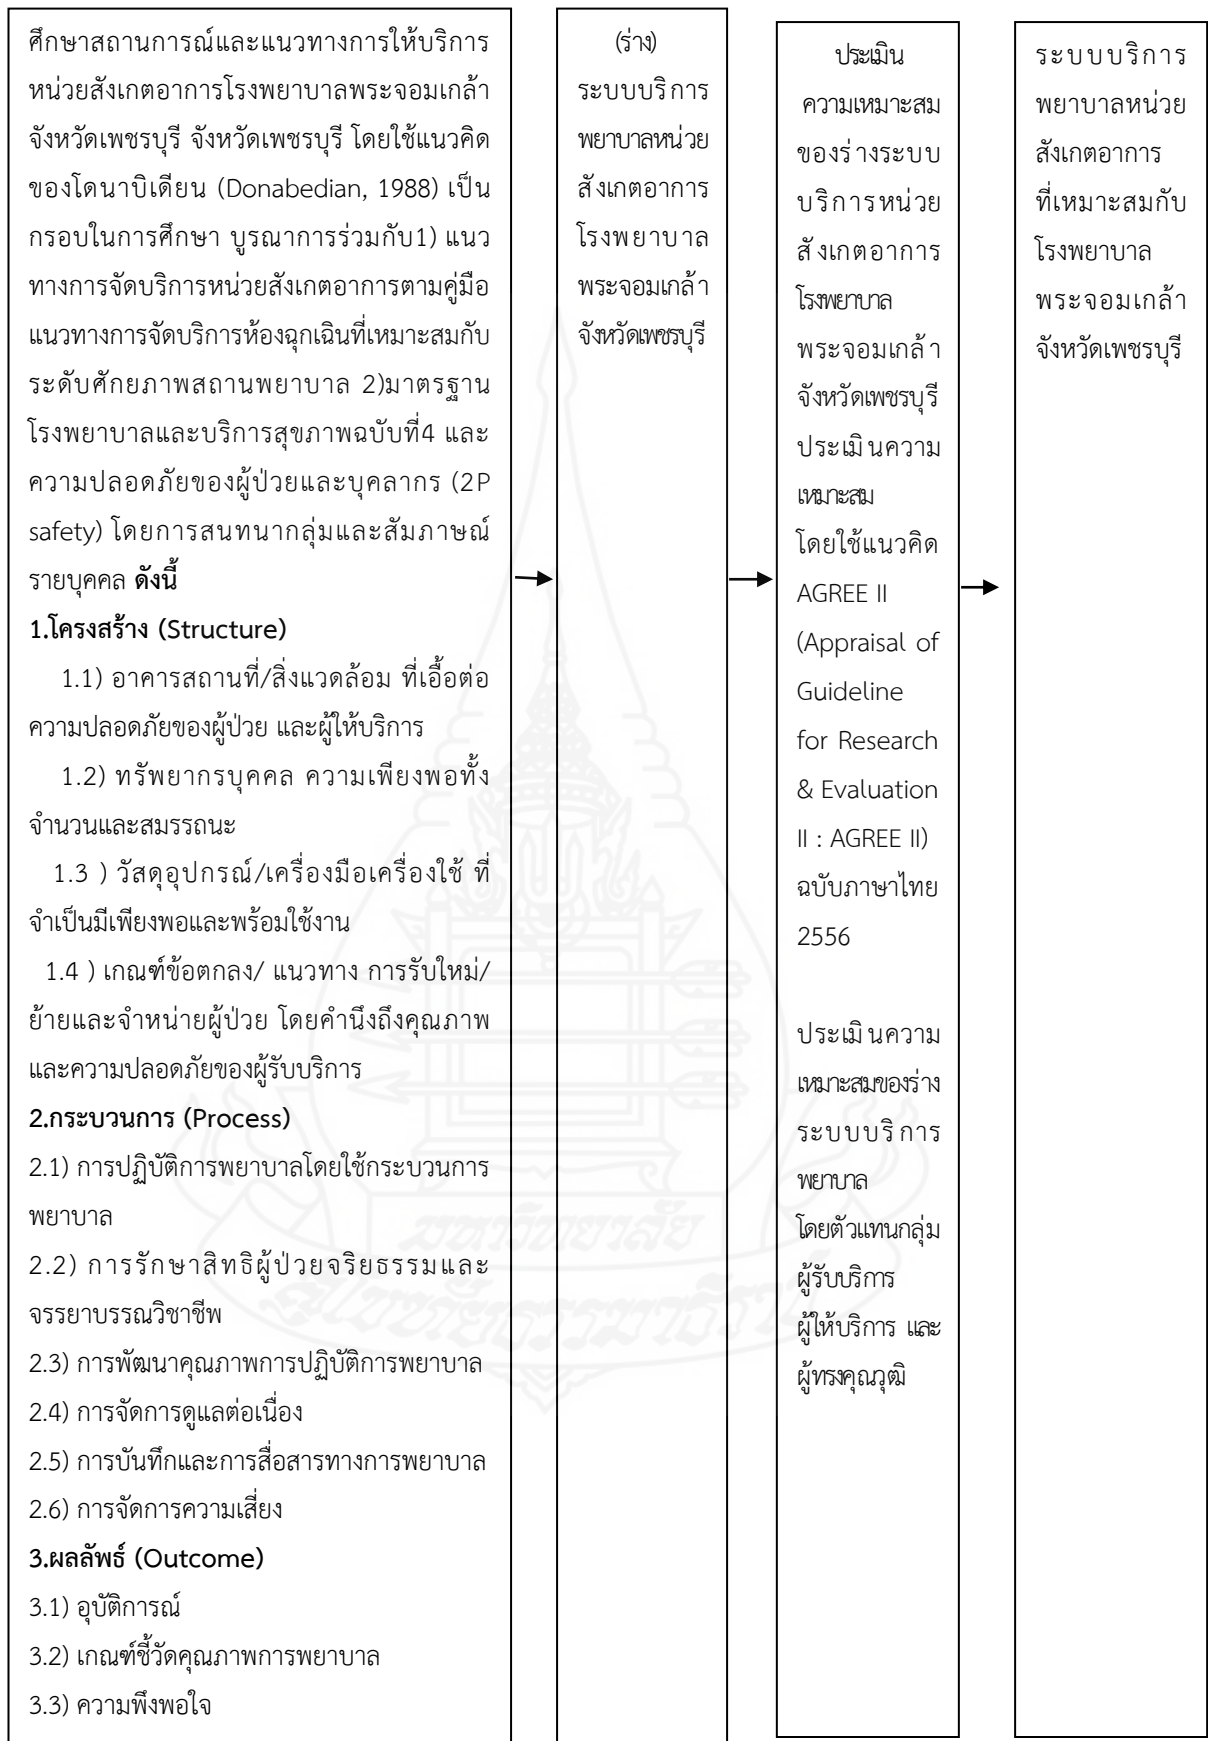 ศึกษาสถานการณ์และแนวทางการให้บริการ
หน่วยสังเกตอาการโรงพยาบาลพระจอมเกล้า
จังหวัดเพชรบุรี จังหวัดเพชรบุรี โดยใช้แนวคิด
ของโดนาบิเดียน (Donabedian, 1988) เป็น
กรอบในการศึกษา บูรณาการร่วมกับ1) แนว
ทางการจัดบริการหน่วยสังเกตอาการตามคู่มือ
แนวทางการจัดบริการห้องฉุกเฉินที่เหมาะสมกับ
ระดับศักยภาพสถานพยาบาล 2)มาตรฐาน
โรงพยาบาลและบริการสุขภาพฉบับที่4 และ
ความปลอดภัยของผู้ป่วยและบุคลากร (2P
safety) โดยการสนทนากลุ่มและสัมภาษณ์
รายบุคคล ดังนี้
1.โครงสร้าง (Structure)
1.1) อาคารสถานที่/สิ่งแวดล้อม ที่เอื้อต่อ
ความปลอดภัยของผู้ป่วย และผู้ให้บริการ
1.2) ทรัพยากรบุคคล ความเพียงพอทั้ง
จำนวนและสมรรถนะ
1.3 ) วัสดุอุปกรณ์/เครื่องมือเครื่องใช้ ที่
จำเป็นมีเพียงพอและพร้อมใช้งาน
1.4 ) เกณฑ์ข้อตกลง/ แนวทาง การรับใหม่/
ย้ายและจำหน่ายผู้ป่วย โดยคำนึงถึงคุณภาพ
และความปลอดภัยของผู้รับบริการ
2.กระบวนการ (Process)
2.1) การปฏิบัติการพยาบาลโดยใช้กระบวนการ
พยาบาล
2.2) การรักษาสิทธิผู้ป่วยจริยธรรมและ
จรรยาบรรณวิชาชีพ
2.3) การพัฒนาคุณภาพการปฏิบัติการพยาบาล
2.4) การจัดการดูแลต่อเนื่อง
2.5) การบันทึกและการสื่อสารทางการพยาบาล
2.6) การจัดการความเสี่ยง
3.ผลลัพธ์ (Outcome)
3.1) อุบัติการณ์
3.2) เกณฑ์ชี้วัดคุณภาพการพยาบาล
3.3) ความพึงพอใจ
(ร่าง)
ระบบบริการ
พยาบาลหน่วย
สังเกตอาการ
โรงพยาบาล
พระจอมเกล้า
จังหวัดเพชรบุรี
ประเมิน
ความเหมาะสม
ของร่างระบบ
บริการหน่วย
สังเกตอาการ
โรงพยาบาล
พระจอมเกล้า
จังหวัดเพชรบุรี
ประเมินความ
เหมาะสม
โดยใช้แนวคิด
AGREE II
(Appraisal of
Guideline
for Research
& Evaluation
II : AGREE II)
ฉบับภาษาไทย
2556
ประเมินความ
เหมาะสมของร่าง
ระบบบริการ
พยาบาล
โดยตัวแทนกลุ่ม
ผู้รับบริการ
ผู้ให้บริการ และ
ผู้ทรงคุณวุฒิ
ระบบบริการ
พยาบาลหน่วย
สังเกตอาการ
ที่เหมาะสมกับ
โรงพยาบาล
พระจอมเกล้า
จังหวัดเพชรบุรี
มหาวิทยาลัย
สุโขทัยธรรมาธิราช